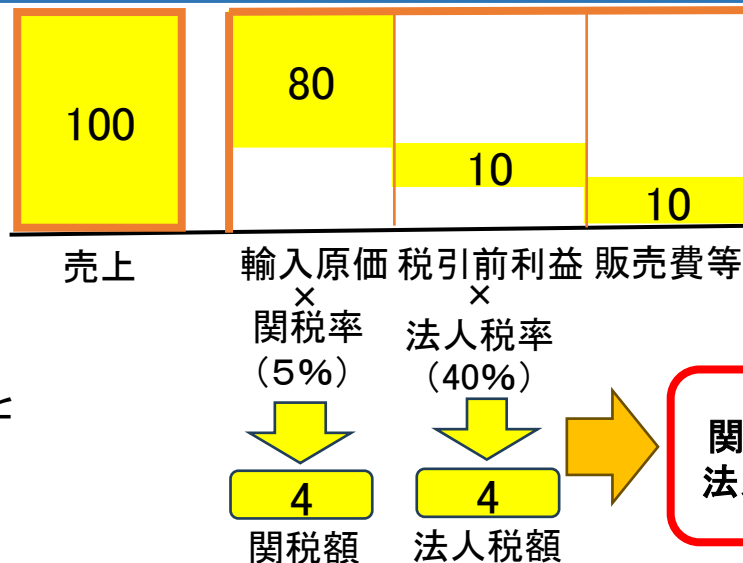 100
80
10
10
売上
輸入原価 税引前利益 販売費等
× ×
関税率 法人税率
（5%） （40%）
と
関
法
4 4
関税額 法人税額